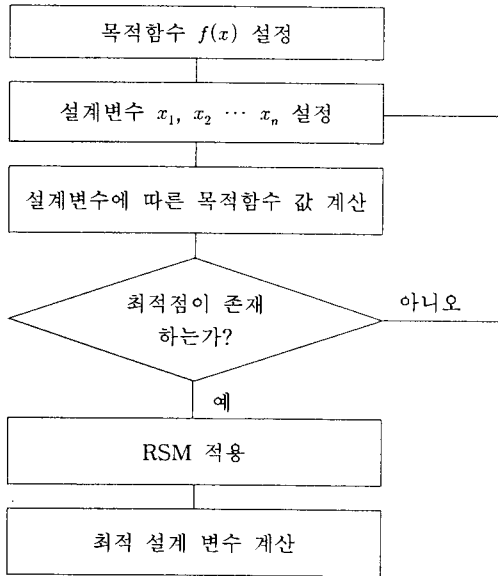 목적함수 f(x) 설정
설계변수 x₁, x₂ ⋯ xₙ 설정
설계변수에 따른 목적함수 값 계산
최적점이 존재
하는가?
아니오
예
RSM 적용
최적 설계 변수 계산